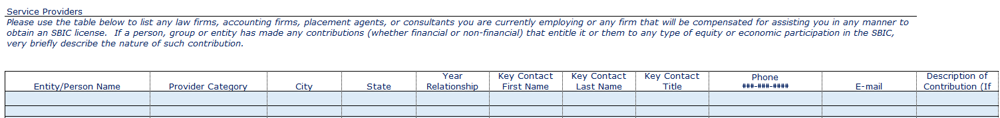 Service Providers
Please use the table below to list any law firms, accounting firms, placement agents, or consultants you are currently employing or any firm that will be compensated for assisting you in any manner to
obtain an SBIC license.  If a person, group or entity has made any contributions (whether financial or non-financial) that entitle it or them to any type of equity or economic participation in the SBIC,
very briefly describe the nature of such contribution.
Year Key Contact Key Contact Key Contact Phone Description of
Entity/Person Name Provider Category City State Relationship First Name Last Name Title ###-###-#### E-mail Contribution (If